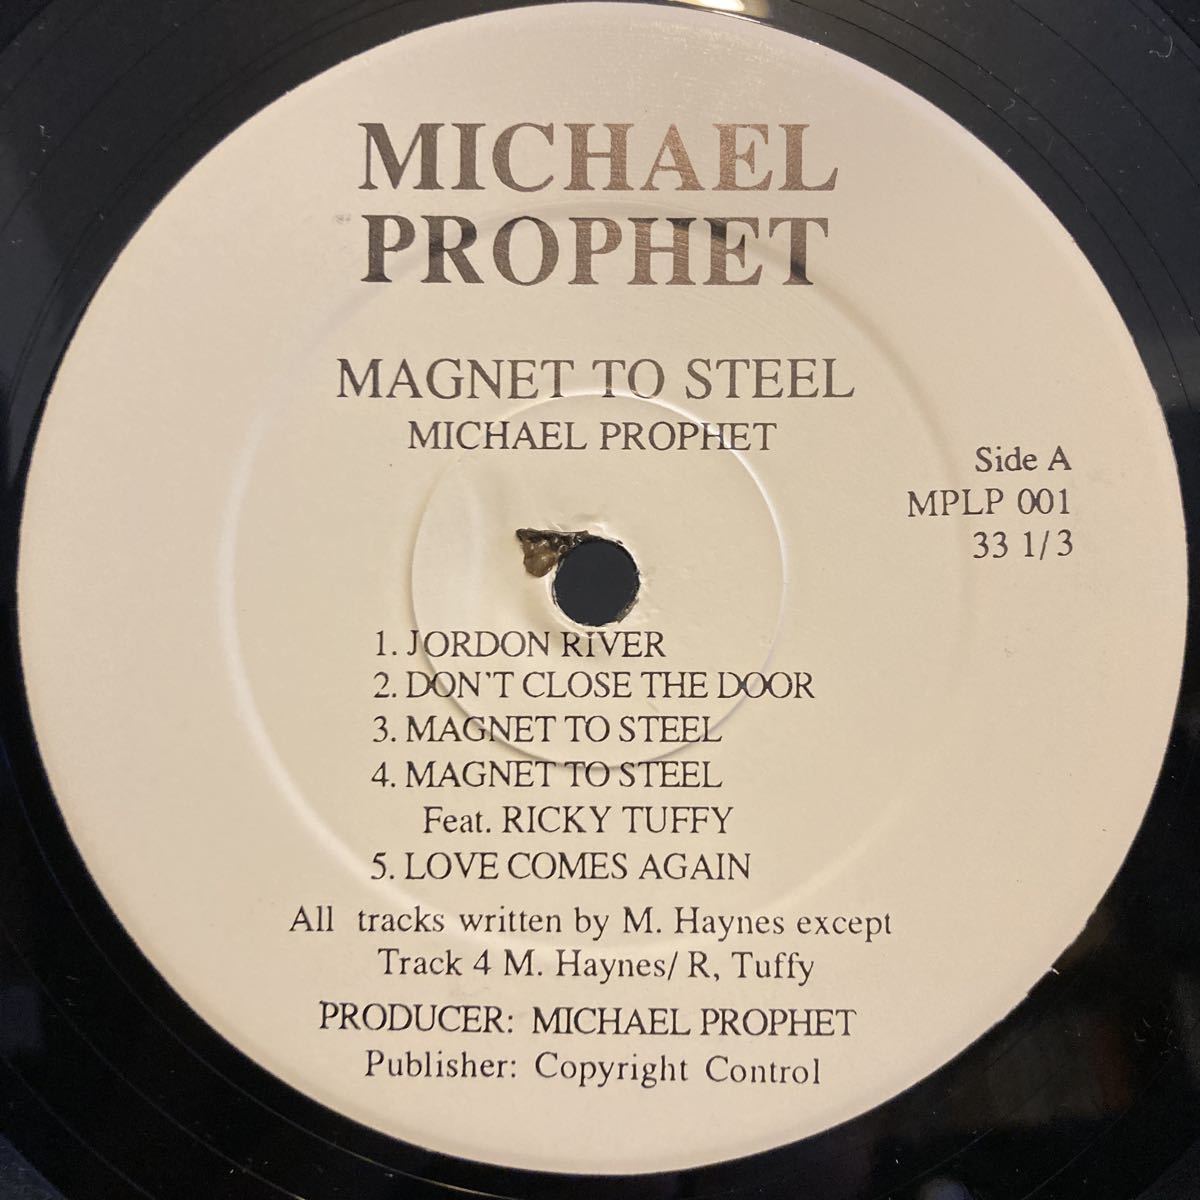 MICHAEL
PROPHET
MAGNET TO STEEL
MICHAEL PROPHET
Side A
MPLP 001
33 1/3
1. JORDON RIVER
2. DON'T CLOSE THE DOOR
3. MAGNET TO STEEL
4. MAGNET TO STEEL
Feat. RICKY TUFFY
5. LOVE COMES AGAIN
All tracks written by M. Haynes except
Track 4 M. Haynes/ R, Tuffy
PRODUCER: MICHAEL PROPHET
Publisher: Copyright Control